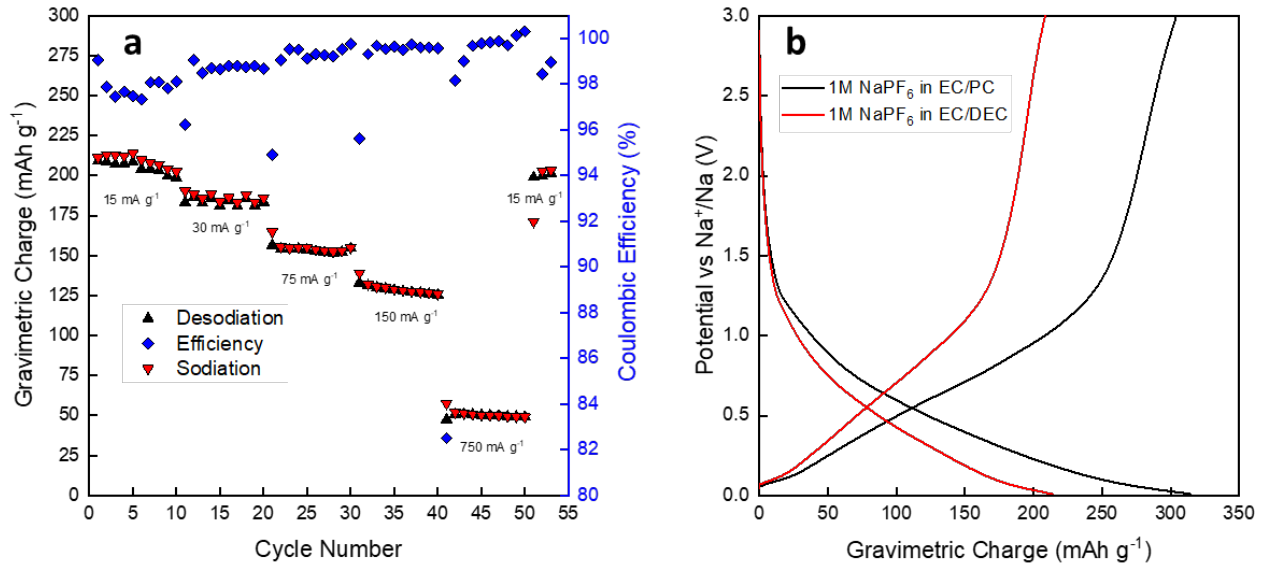 a
300
275
250
225
200
175
150
125
100
75
50
25
0
Gravimetric Charge (mAh g⁻¹)
15 mA g⁻¹
30 mA g⁻¹
75 mA g⁻¹
150 mA g⁻¹
750 mA g⁻¹
15 mA g⁻¹
Desodiation
Efficiency
Sodiation
0 5 10 15 20 25 30 35 40 45 50 55
Cycle Number
100
98
96
94
92
90
88
86
84
82
80
Coulombic Efficiency (%)
b
3.0
2.5
2.0
1.5
1.0
0.5
0.0
Potential vs Na⁺/Na (V)
1M NaPF₆ in EC/PC
1M NaPF₆ in EC/DEC
0 50 100 150 200 250 300 350
Gravimetric Charge (mAh g⁻¹)